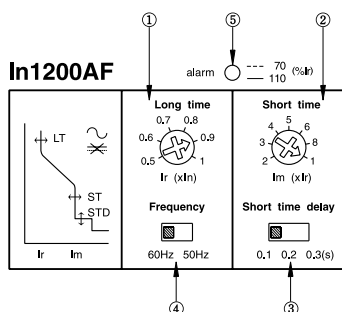 ① ⑤ ②
In1200AF
alarm 70 (%Ir)
110
Long time
0.5 0.6 0.7 0.8 0.9 1
Ir (xIn)
Short time
1 2 3 4 5 6 8 1
Im (xIr)
LT
ST
STD
Ir Im
Frequency
60Hz 50Hz
Short time delay
0.1 0.2 0.3(s)
④ ③